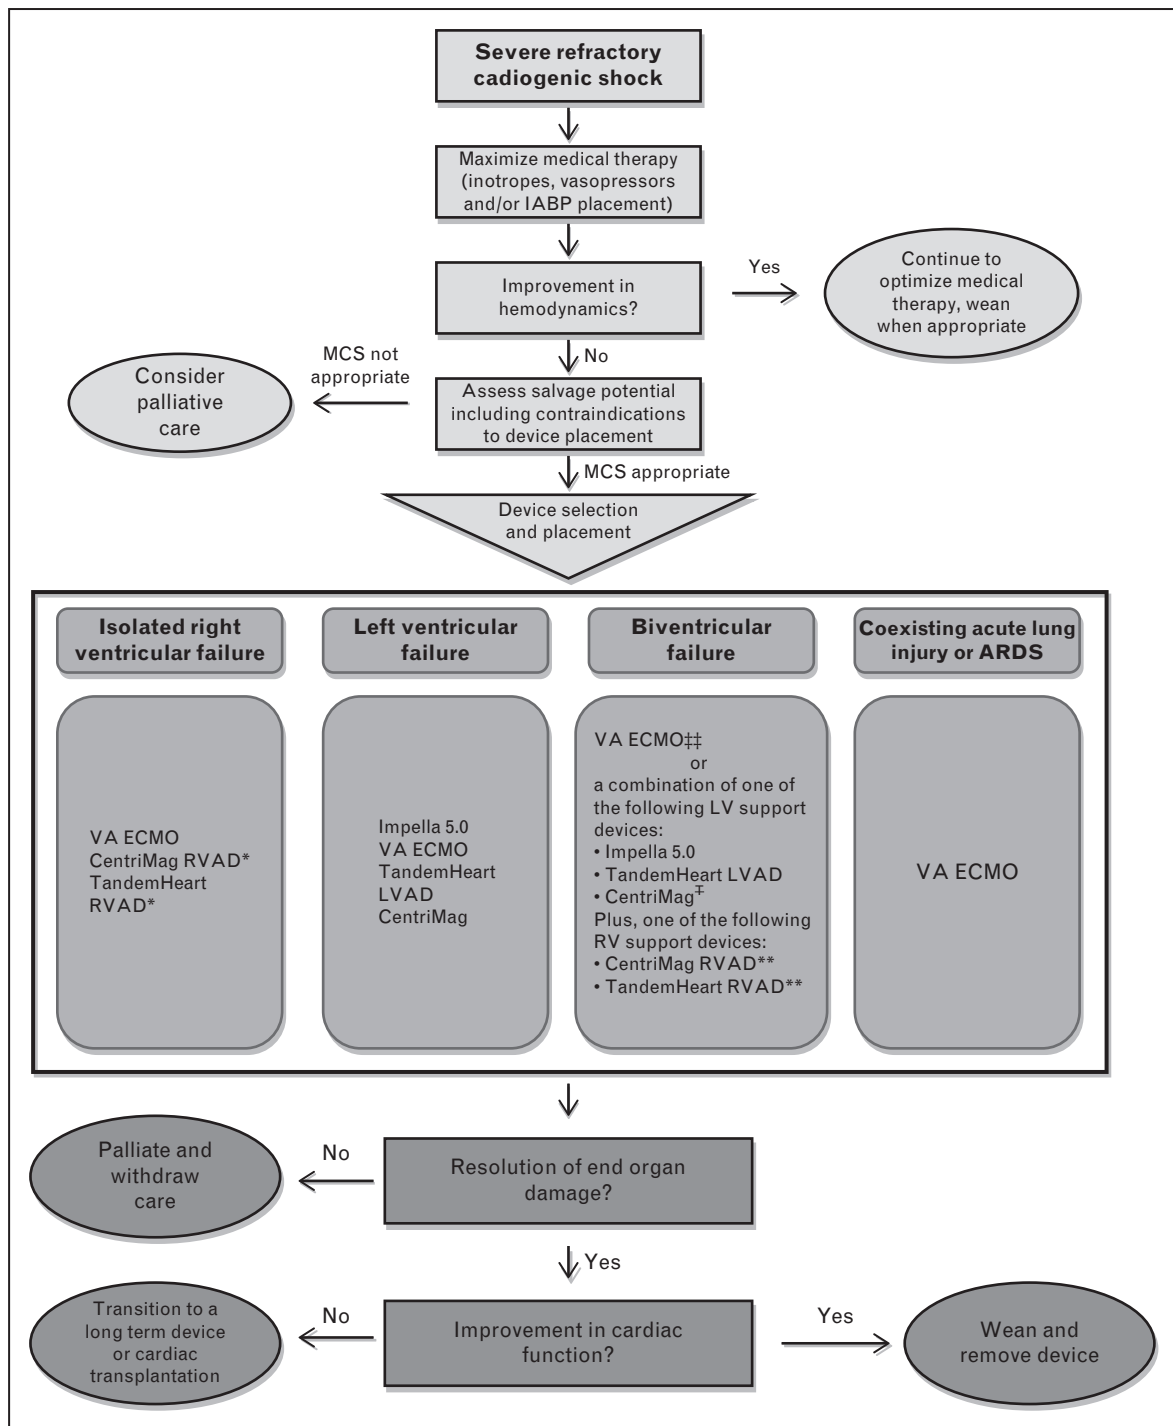 Severe refractory
cadiogenic shock
Maximize medical therapy
(inotropes, vasopressors
and/or IABP placement)
Improvement in
hemodynamics?
Yes
Continue to
optimize medical
therapy, wean
when appropriate
No
MCS not
appropriate
Consider
palliative
care
Assess salvage potential
including contraindications
to device placement
MCS appropriate
Device selection
and placement
Isolated right
ventricular failure
Left ventricular
failure
Biventricular
failure
Coexisting acute lung
injury or ARDS
VA ECMO
CentriMag RVAD*
TandemHeart
RVAD*
Impella 5.0
VA ECMO
TandemHeart
LVAD
CentriMag
VA ECMO‡‡
or
a combination of one of
the following LV support
devices:
• Impella 5.0
• TandemHeart LVAD
• CentriMag∓
Plus, one of the following
RV support devices:
• CentriMag RVAD**
• TandemHeart RVAD**
VA ECMO
Resolution of end organ
damage?
No
Palliate and
withdraw
care
Yes
Improvement in cardiac
function?
No
Transition to a
long term device
or cardiac
transplantation
Yes
Wean and
remove device